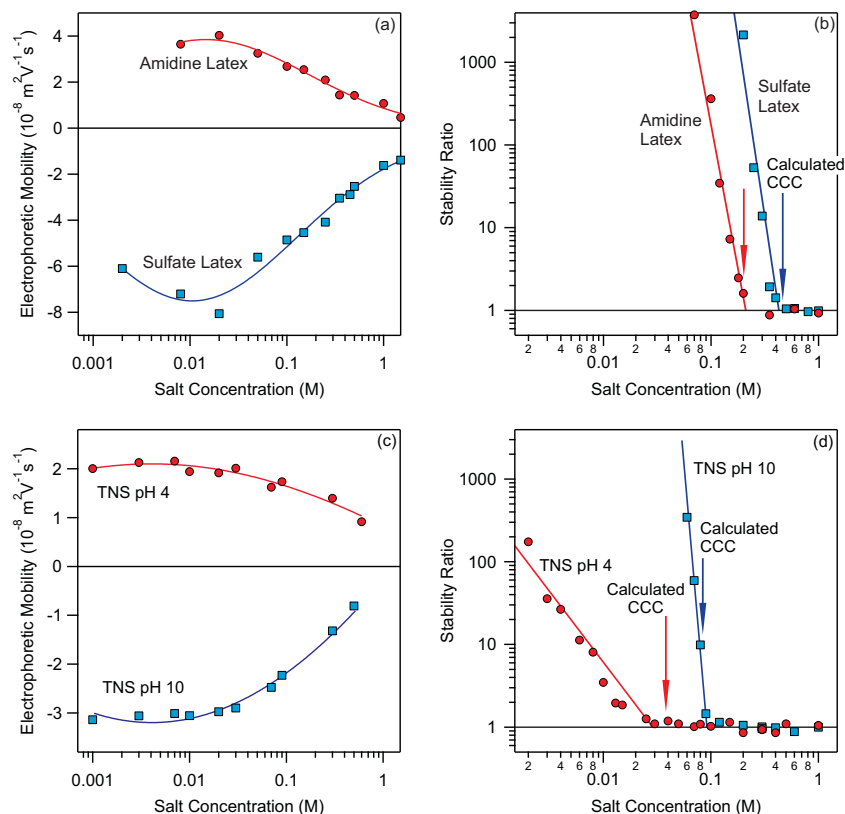 (a)
4
2
0
-2
-4
-6
-8
Electrophoretic Mobility (10⁻⁸ m²V⁻¹s⁻¹)
Amidine Latex
Sulfate Latex
0.001
0.01
0.1
1
Salt Concentration (M)
(b)
1000
100
10
1
Stability Ratio
Sulfate
Latex
Amidine
Latex
Calculated
CCC
2 4 6 8 2 4 6 8 2 4 6 8
0.01 0.1 1
Salt Concentration (M)
(c)
2
1
0
-1
-2
-3
Electrophoretic Mobility (10⁻⁸ m²V⁻¹s⁻¹)
TNS pH 4
TNS pH 10
0.001
0.01
0.1
1
Salt Concentration (M)
(d)
1000
100
10
1
Stability Ratio
TNS pH 10
Calculated
CCC
TNS pH 4
Calculated
CCC
2 4 6 8 2 4 6 8 2 4 6 8
0.01 0.1 1
Salt Concentration (M)